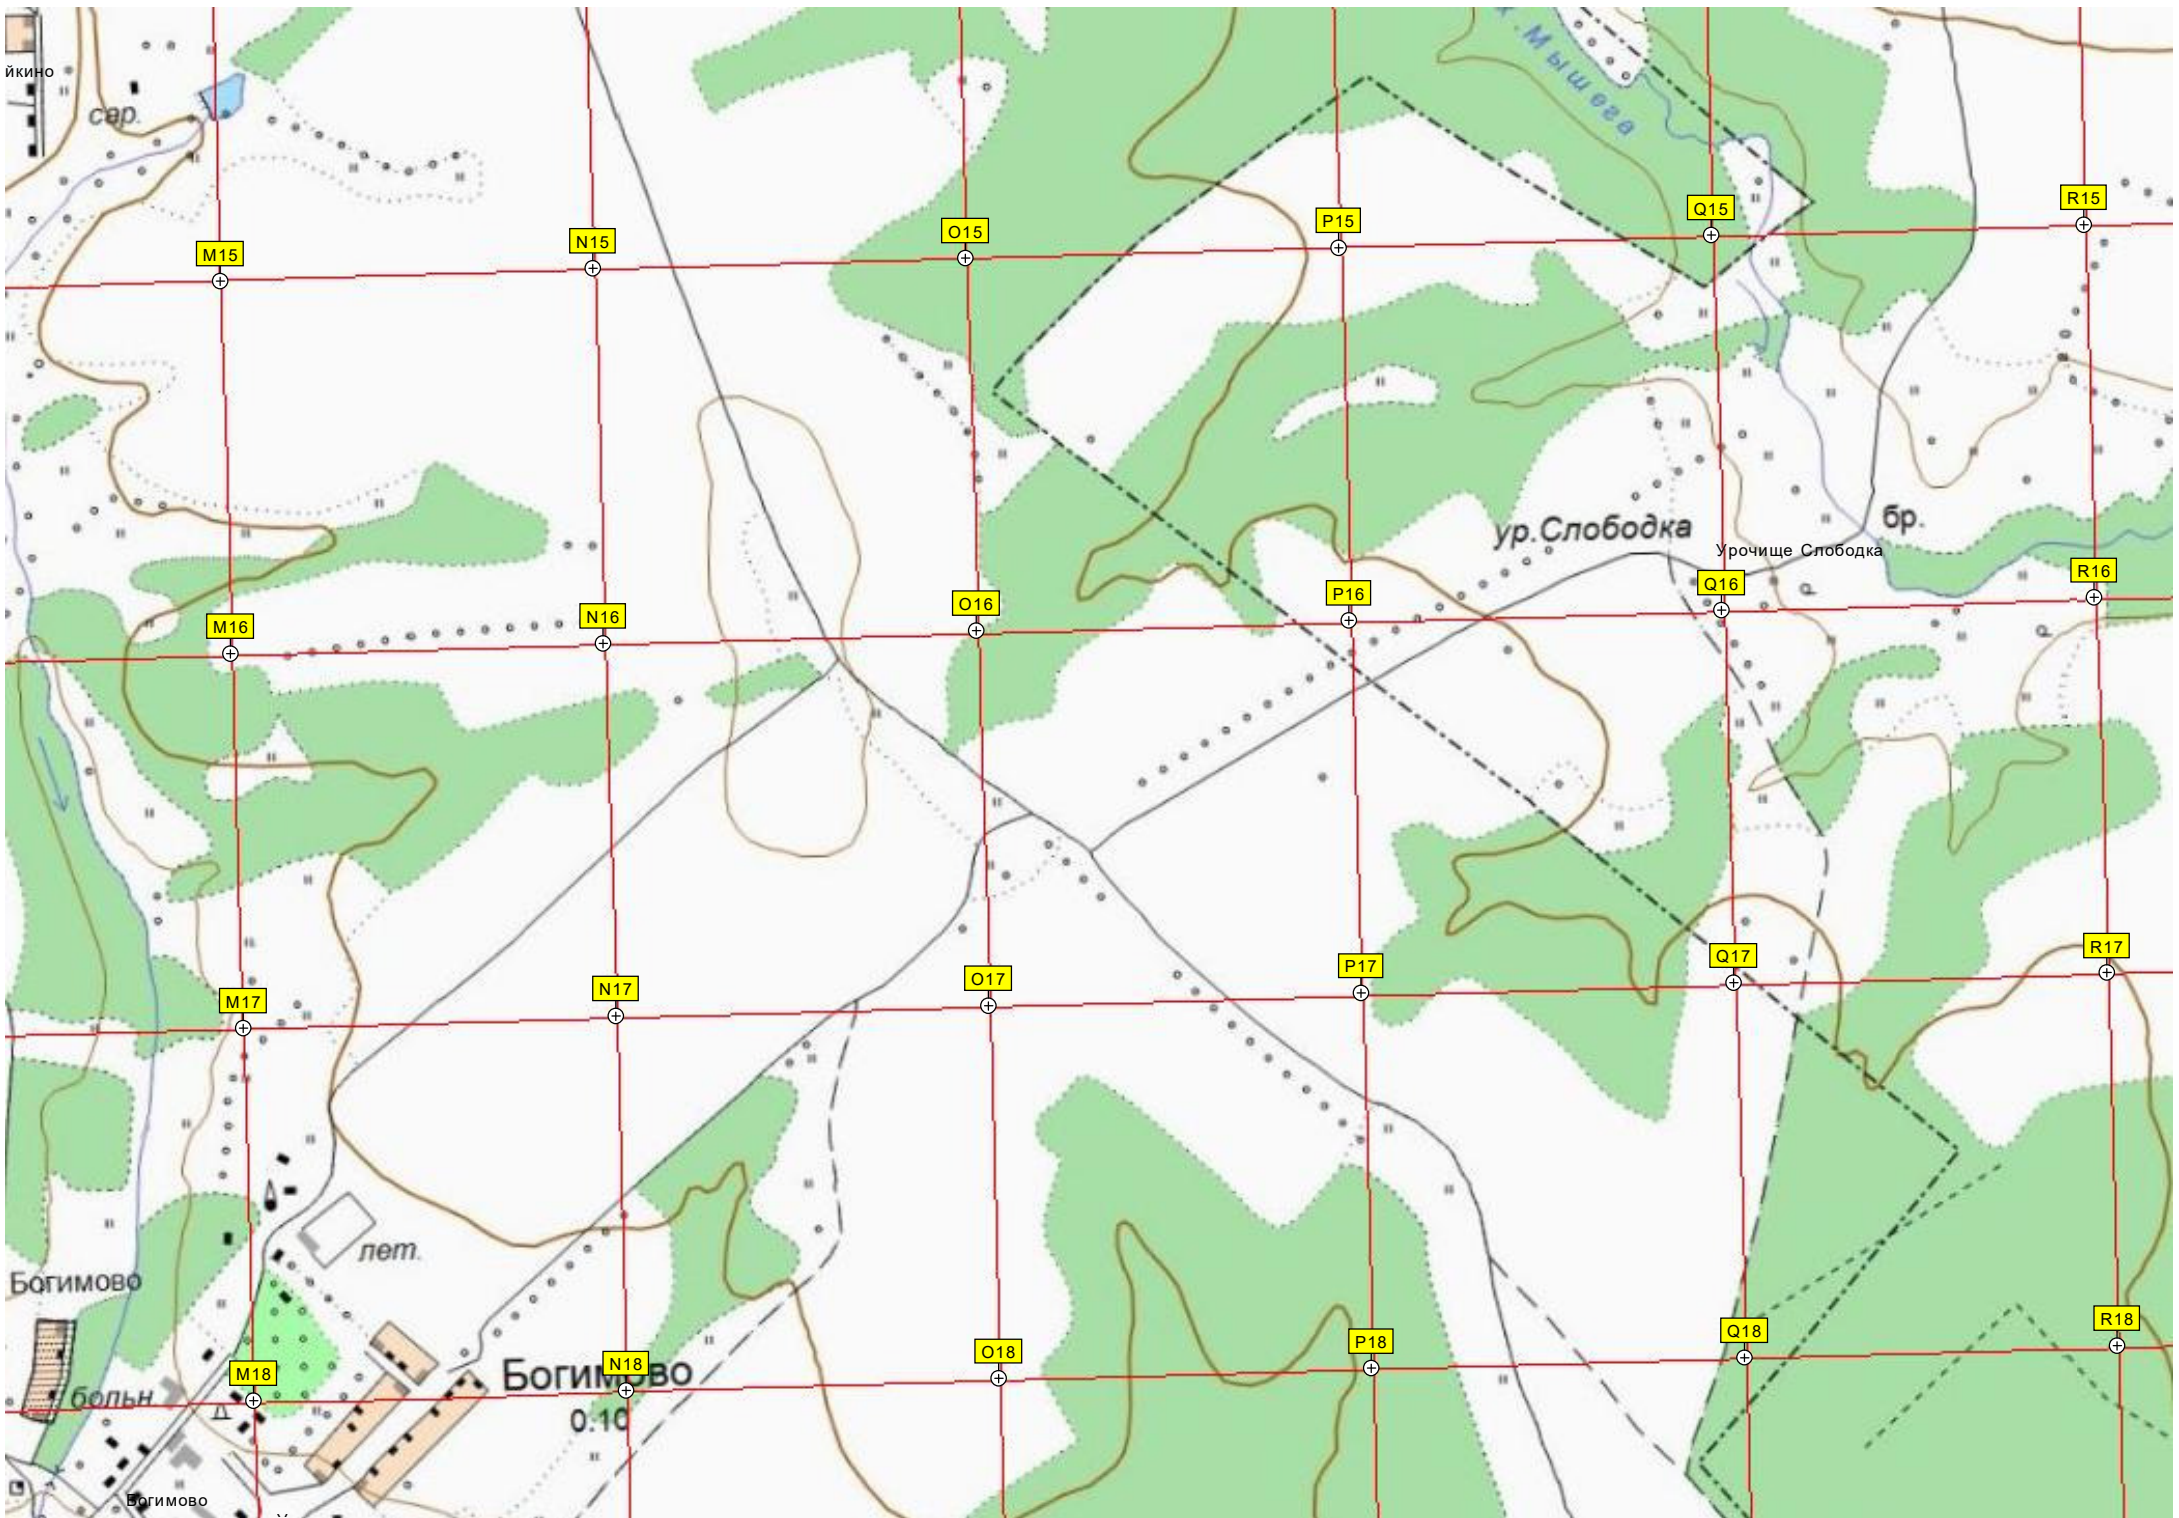 р.Мышега
йкино
сар.
R15
Q15
P15
O15
N15
M15
ур.Слободка
бр.
Урочище Слободка
R16
Q16
P16
O16
N16
M16
R17
Q17
P17
O17
N17
M17
лет.
Богимово
R18
Q18
P18
O18
N18
M18
Богимово
больн
0.10
Богимово